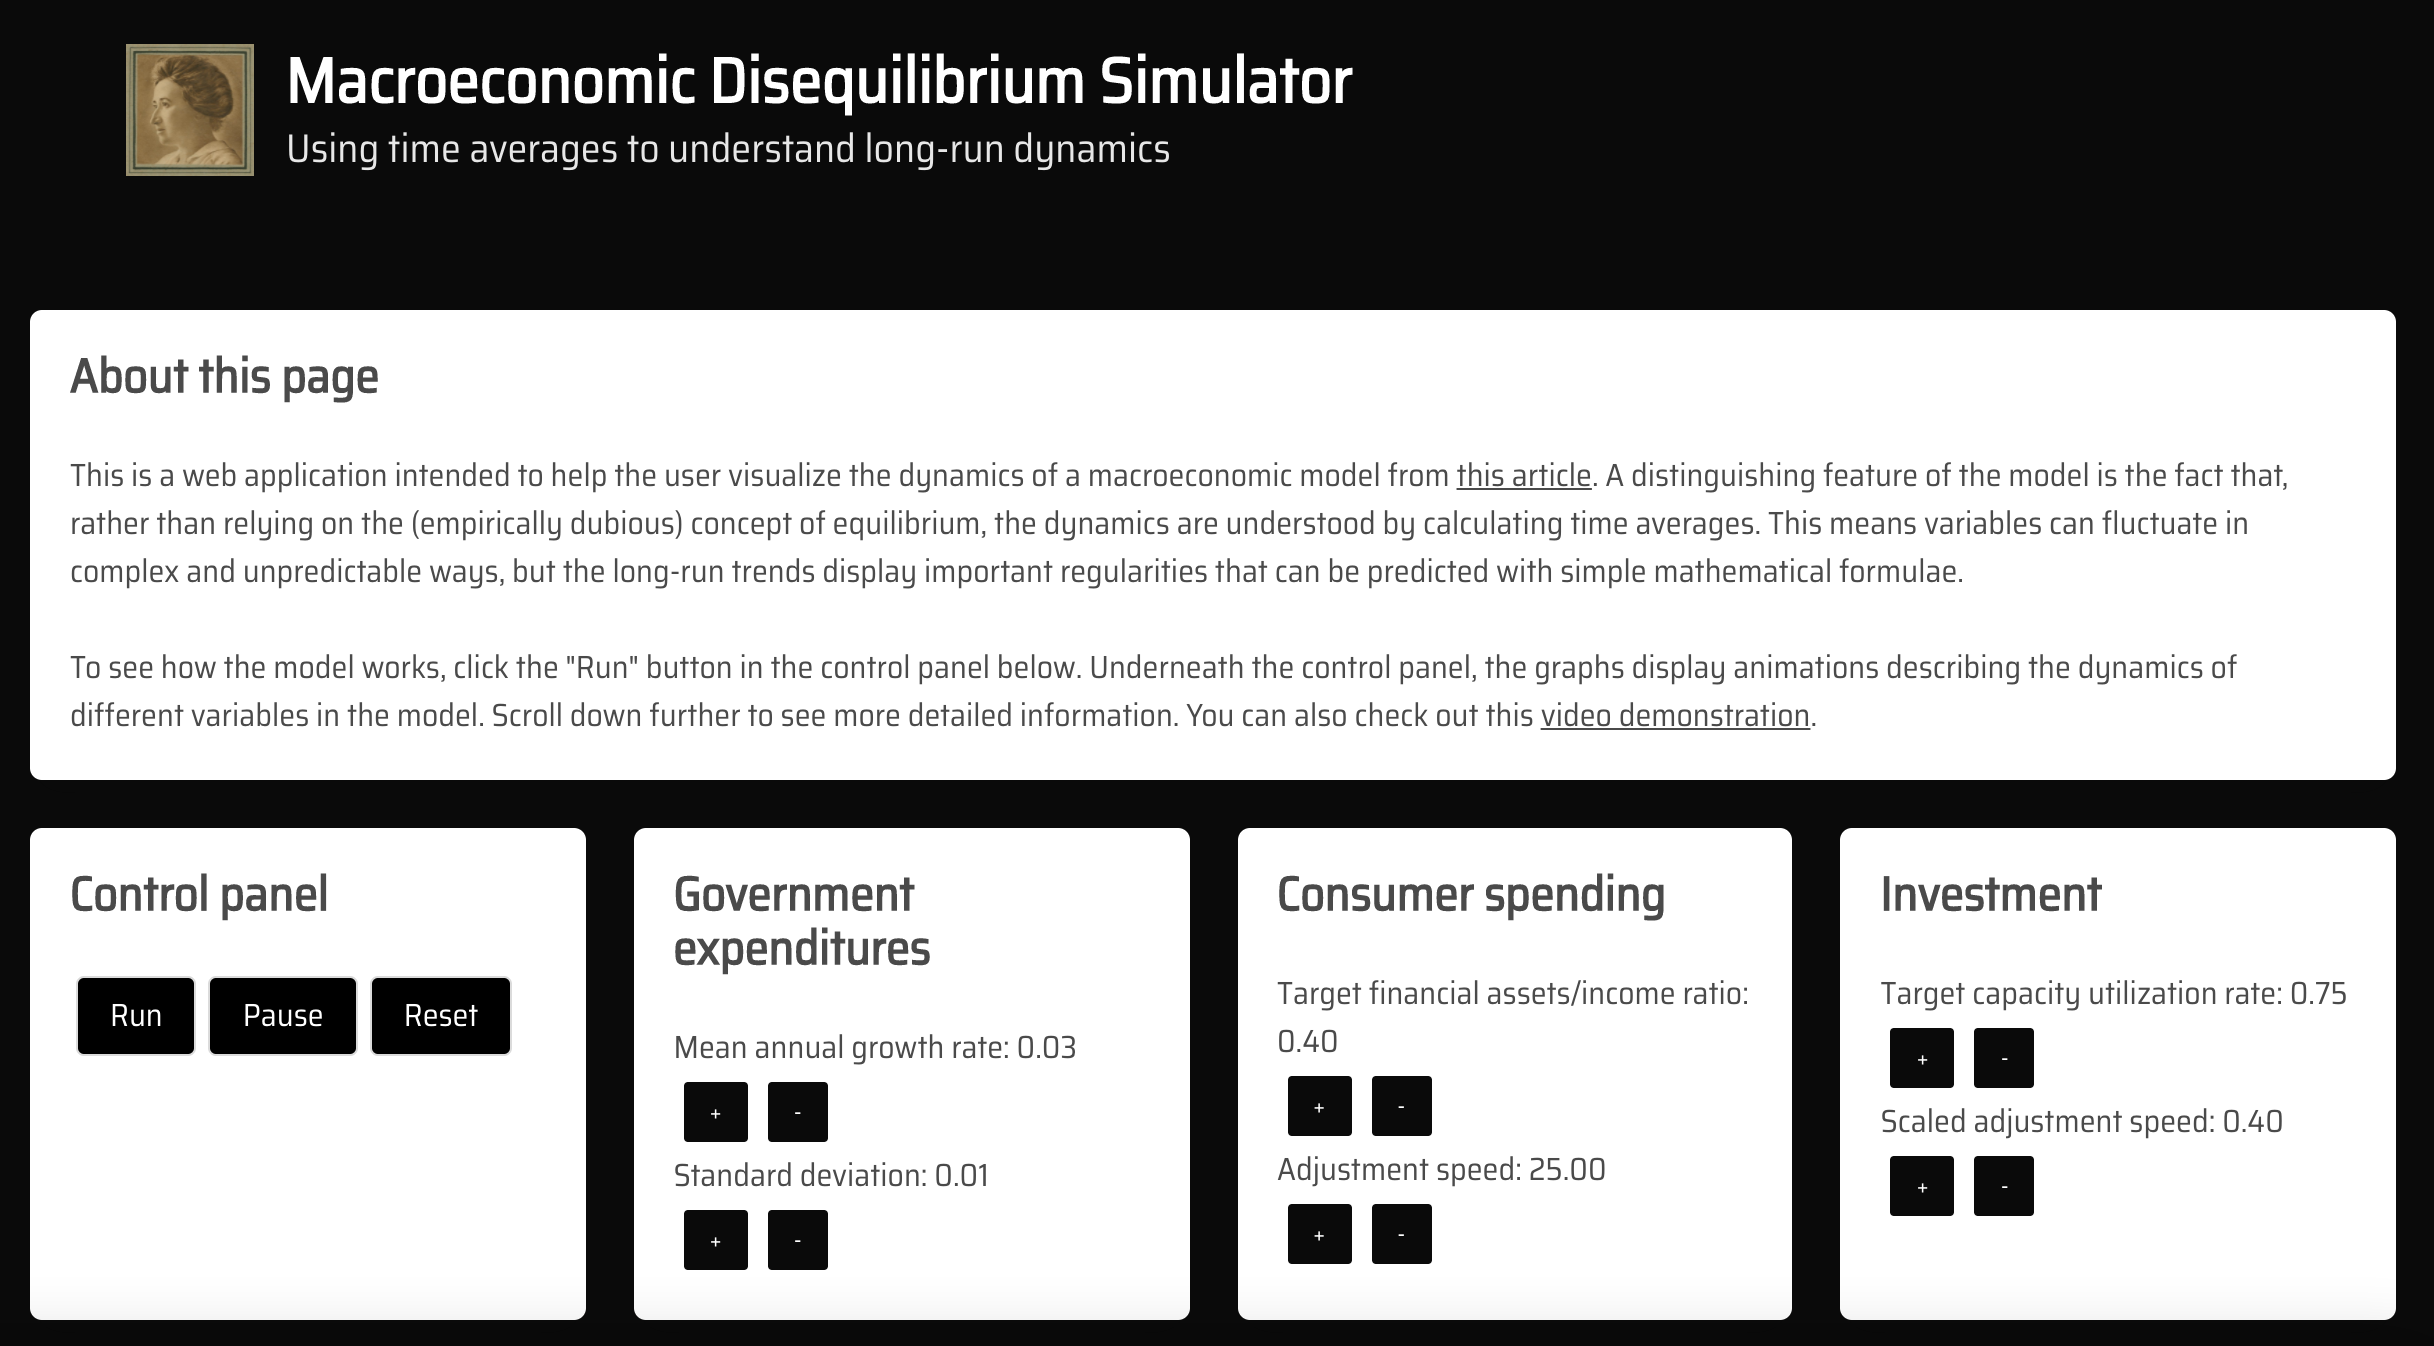 Macroeconomic Disequilibrium Simulator
Using time averages to understand long-run dynamics
About this page
This is a web application intended to help the user visualize the dynamics of a macroeconomic model from this article. A distinguishing feature of the model is the fact that,
rather than relying on the (empirically dubious) concept of equilibrium, the dynamics are understood by calculating time averages. This means variables can fluctuate in
complex and unpredictable ways, but the long-run trends display important regularities that can be predicted with simple mathematical formulae.
To see how the model works, click the "Run" button in the control panel below. Underneath the control panel, the graphs display animations describing the dynamics of
different variables in the model. Scroll down further to see more detailed information. You can also check out this video demonstration.
Control panel
Run Pause Reset
Government
expenditures
Mean annual growth rate: 0.03
+ -
Standard deviation: 0.01
+ -
Consumer spending
Target financial assets/income ratio:
0.40
+ -
Adjustment speed: 25.00
+ -
Investment
Target capacity utilization rate: 0.75
+ -
Scaled adjustment speed: 0.40
+ -